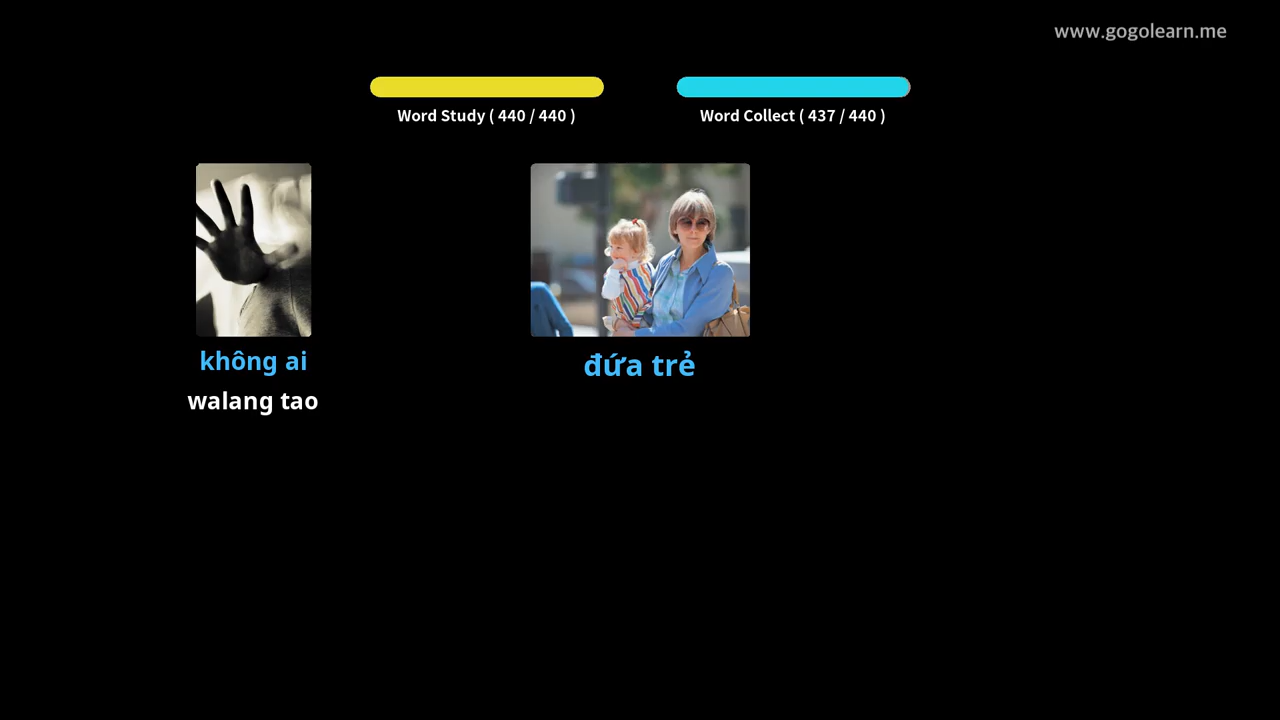 www.gogolearn.me
Word Study ( 440 / 440 )
Word Collect ( 437 / 440 )
không ai
walang tao
đứa trẻ